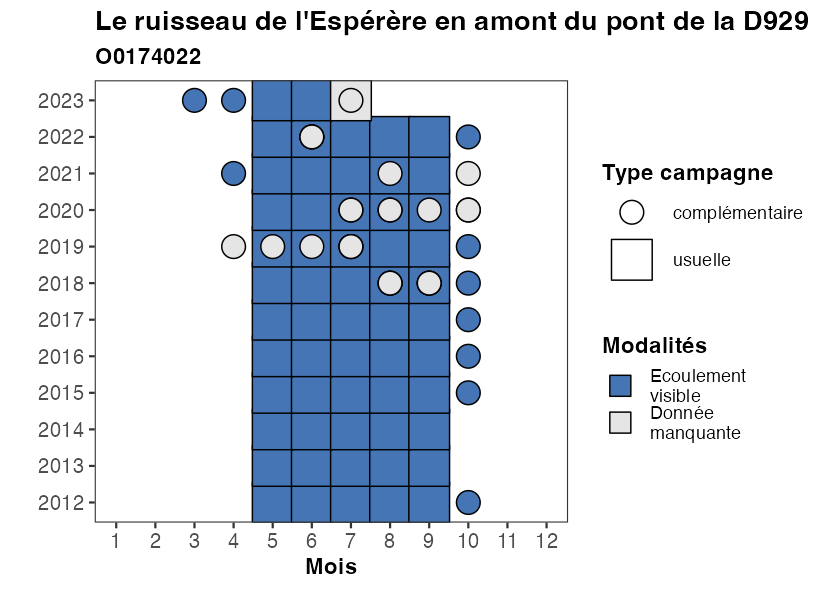 Le ruisseau de l'Espérère en amont du pont de la D929
O0174022
2023
2022
2021
2020
2019
2018
2017
2016
2015
2014
2013
2012
1 2 3 4 5 6 7 8 9 10 11 12
Mois
Type campagne
complémentaire
usuelle
Modalités
Ecoulement
visible
Donnée
manquante